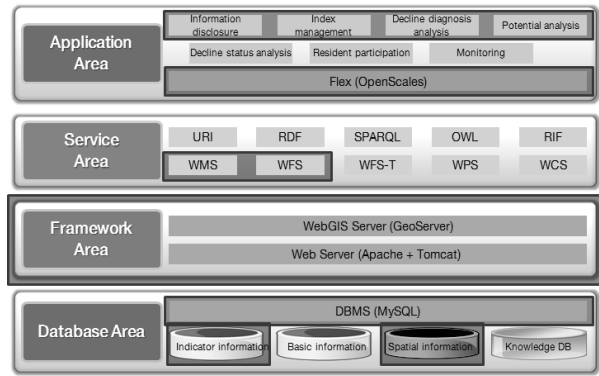 Application
Area
Information
disclosure
Index
management
Decline diagnosis
analysis
Potential analysis
Decline status analysis
Resident participation
Monitoring
Flex (OpenScales)
Service
Area
URI
RDF
SPARQL
OWL
RIF
WMS
WFS
WFS-T
WPS
WCS
Framework
Area
WebGIS Server (GeoServer)
Web Server (Apache + Tomcat)
Database Area
DBMS (MySQL)
Indicator information
Basic information
Spatial information
Knowledge DB